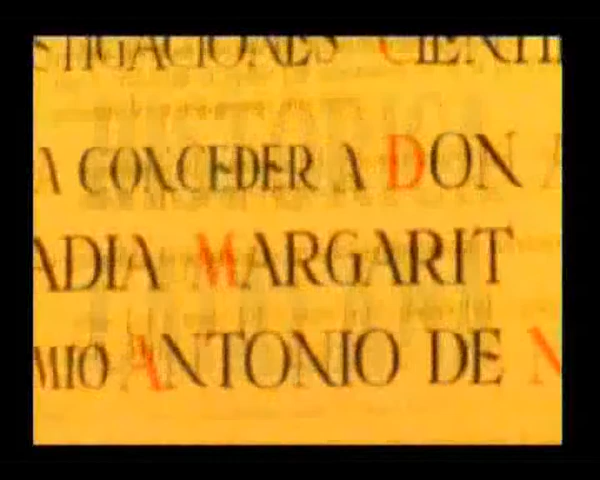 STIGACIONES CIENTI
A CONCEDER A DON A
ADIA MARGARIT
MIO ANTONIO DE N